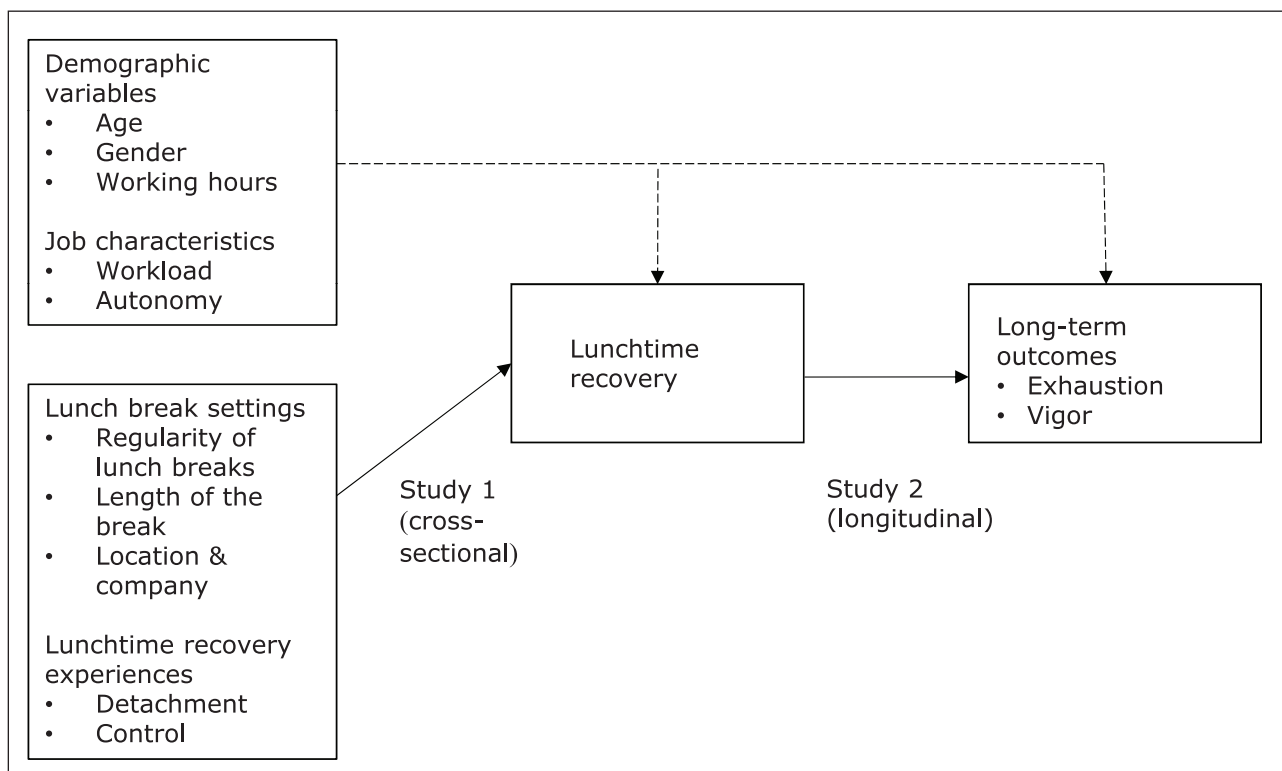 Demographic
variables
• Age
• Gender
• Working hours
Job characteristics
• Workload
• Autonomy
Lunch break settings
• Regularity of
lunch breaks
• Length of the
break
• Location &
company
Lunchtime recovery
experiences
• Detachment
• Control
Study 1
(cross-
sectional)
Lunchtime
recovery
Study 2
(longitudinal)
Long-term
outcomes
• Exhaustion
• Vigor